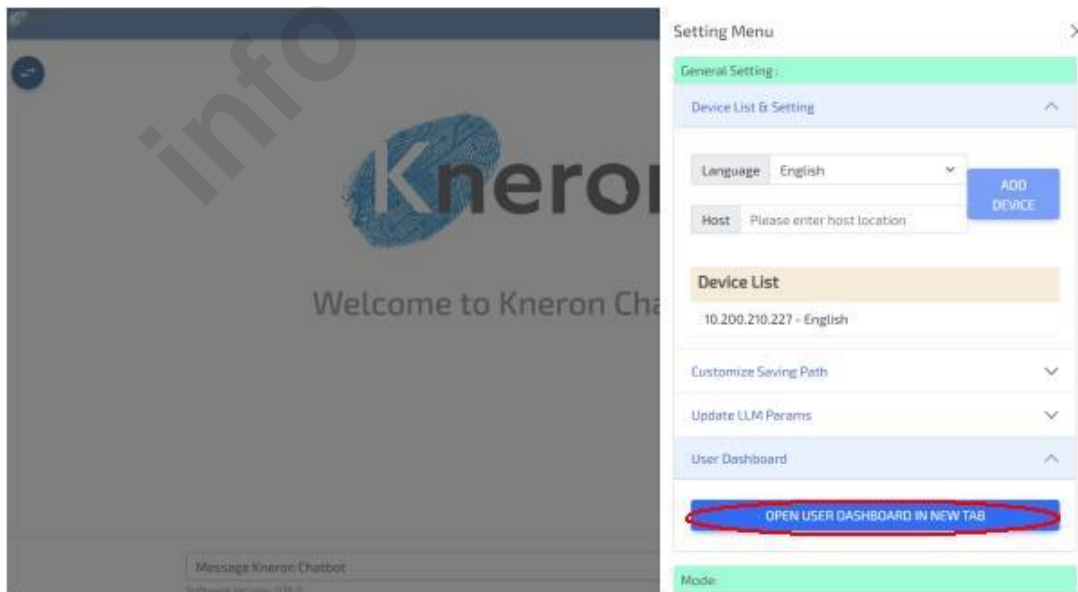 info
Kneron
Welcome to Kneron Cha
Message Kneron Chatbot
Setting Menu
General Setting :
Device List & Setting
Language English
Host Please enter host location
ADD
DEVICE
Device List
10.200.210.227 - English
Customize Saving Path
Update LLM Params
User Dashboard
OPEN USER DASHBOARD IN NEW TAB
Mode: